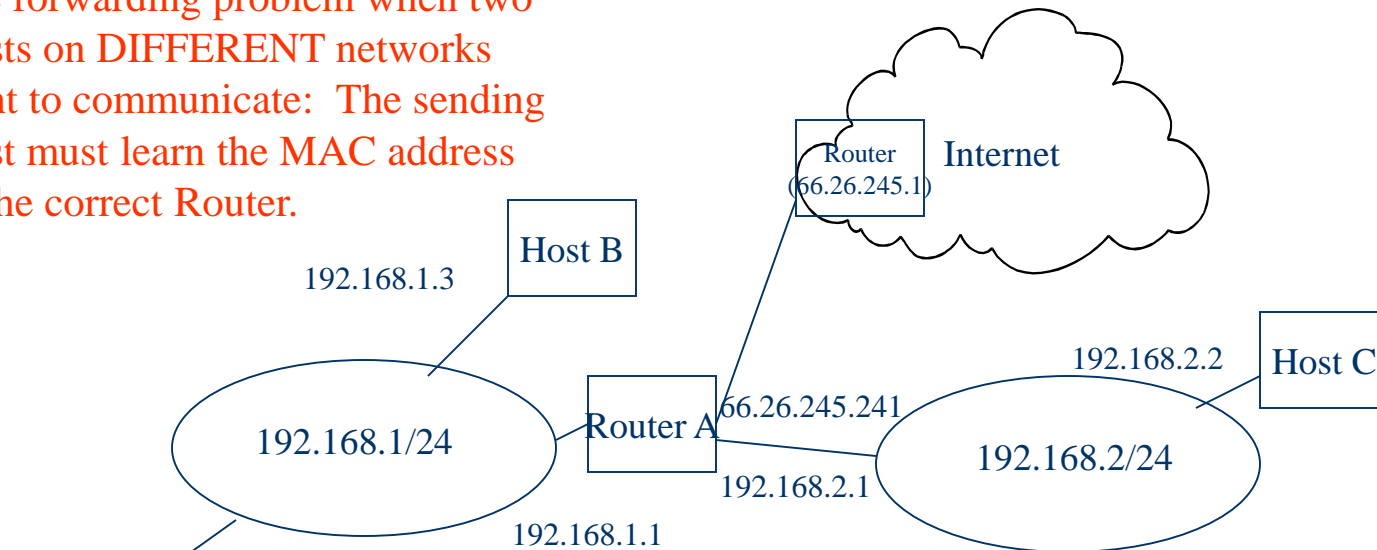 forwarding problem when two
sts on DIFFERENT networks
nt to communicate: The sending
st must learn the MAC address
he correct Router.
Router
(66.26.245.1)
Internet
Host B
192.168.1.3
192.168.2.2
Host C
66.26.245.241
Router A
192.168.1/24
192.168.2/24
192.168.2.1
192.168.1.1